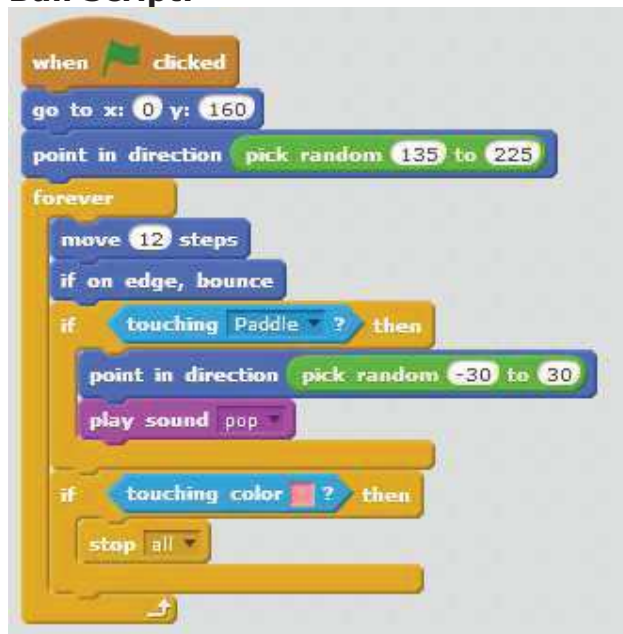 when clicked
go to x: 0 y: 160
point in direction pick random 135 to 225
forever
move 12 steps
if on edge, bounce
if touching Paddle ? then
point in direction pick random -30 to 30
play sound pop
if touching color ? then
stop all